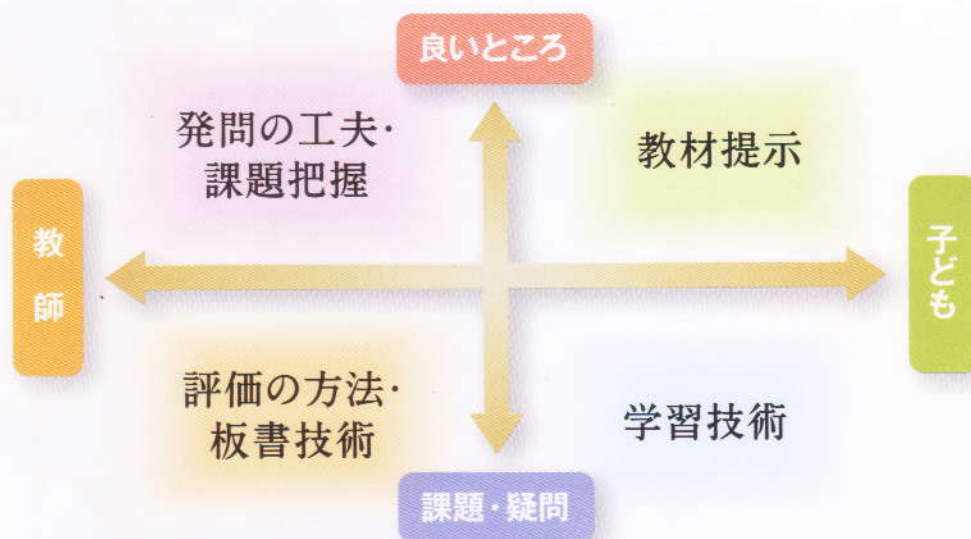 良いところ
発問の工夫・
課題把握
教材提示
教師
子ども
評価の方法・
板書技術
学習技術
課題・疑問